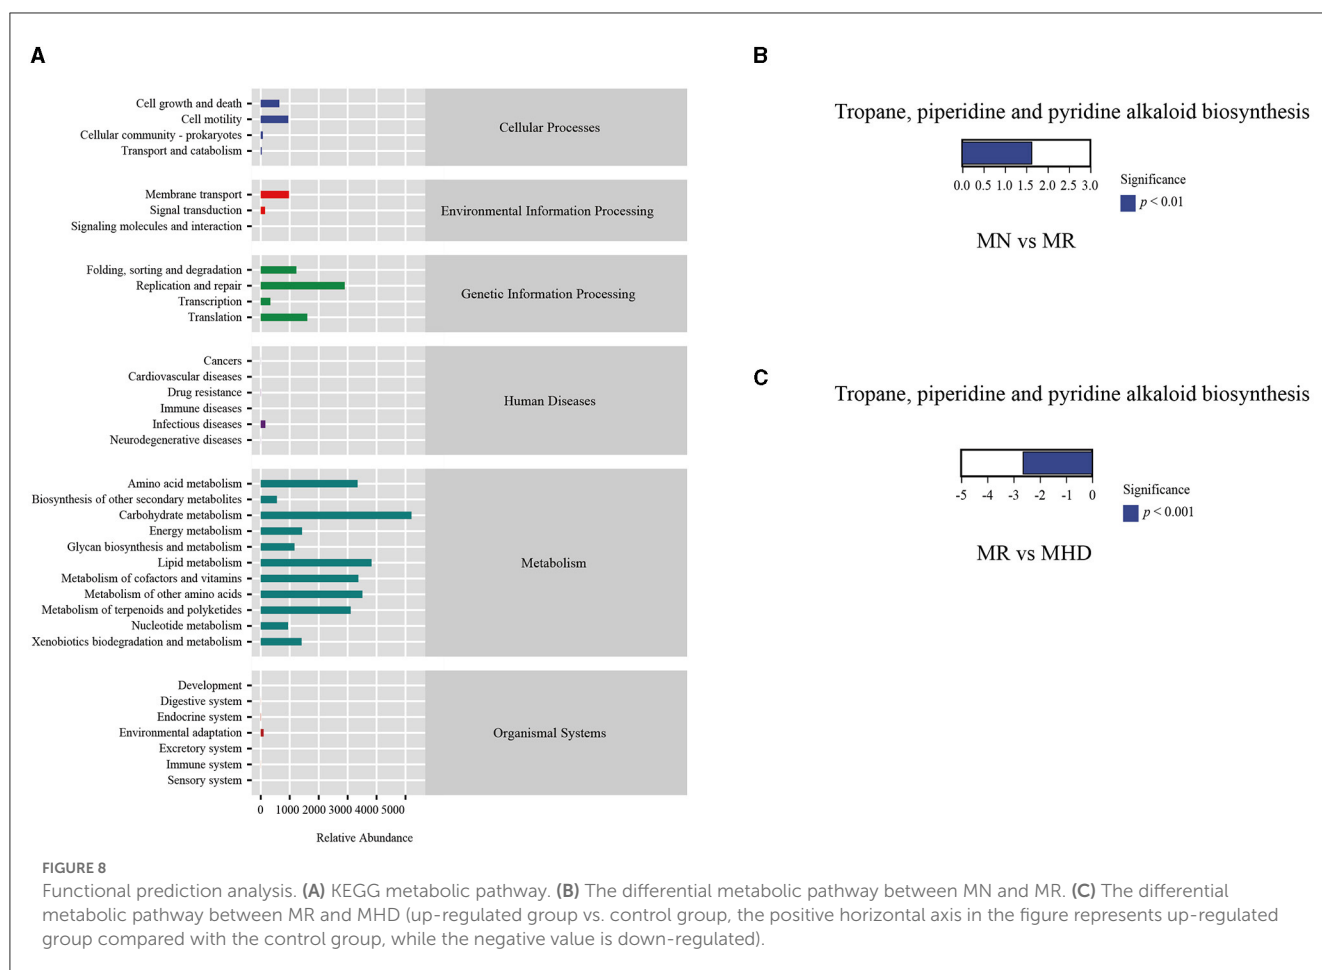 A
Cell growth and death
Cell motility
Cellular community - prokaryotes
Transport and catabolism
Cellular Processes
Membrane transport
Signal transduction
Signaling molecules and interaction
Environmental Information Processing
Folding, sorting and degradation
Replication and repair
Transcription
Translation
Genetic Information Processing
Cancers
Cardiovascular diseases
Drug resistance
Immune diseases
Infectious diseases
Neurodegenerative diseases
Human Diseases
Amino acid metabolism
Biosynthesis of other secondary metabolites
Carbohydrate metabolism
Energy metabolism
Glycan biosynthesis and metabolism
Lipid metabolism
Metabolism of cofactors and vitamins
Metabolism of other amino acids
Metabolism of terpenoids and polyketides
Nucleotide metabolism
Xenobiotics biodegradation and metabolism
Metabolism
Development
Digestive system
Endocrine system
Environmental adaptation
Excretory system
Immune system
Sensory system
Organismal Systems
0 1000 2000 3000 4000 5000
Relative Abundance
B
Tropane, piperidine and pyridine alkaloid biosynthesis
0.0 0.5 1.0 1.5 2.0 2.5 3.0
Significance
p < 0.01
MN vs MR
C
Tropane, piperidine and pyridine alkaloid biosynthesis
-5 -4 -3 -2 -1 0
Significance
p < 0.001
MR vs MHD
FIGURE 8
Functional prediction analysis. (A) KEGG metabolic pathway. (B) The differential metabolic pathway between MN and MR. (C) The differential
metabolic pathway between MR and MHD (up-regulated group vs. control group, the positive horizontal axis in the figure represents up-regulated
group compared with the control group, while the negative value is down-regulated).